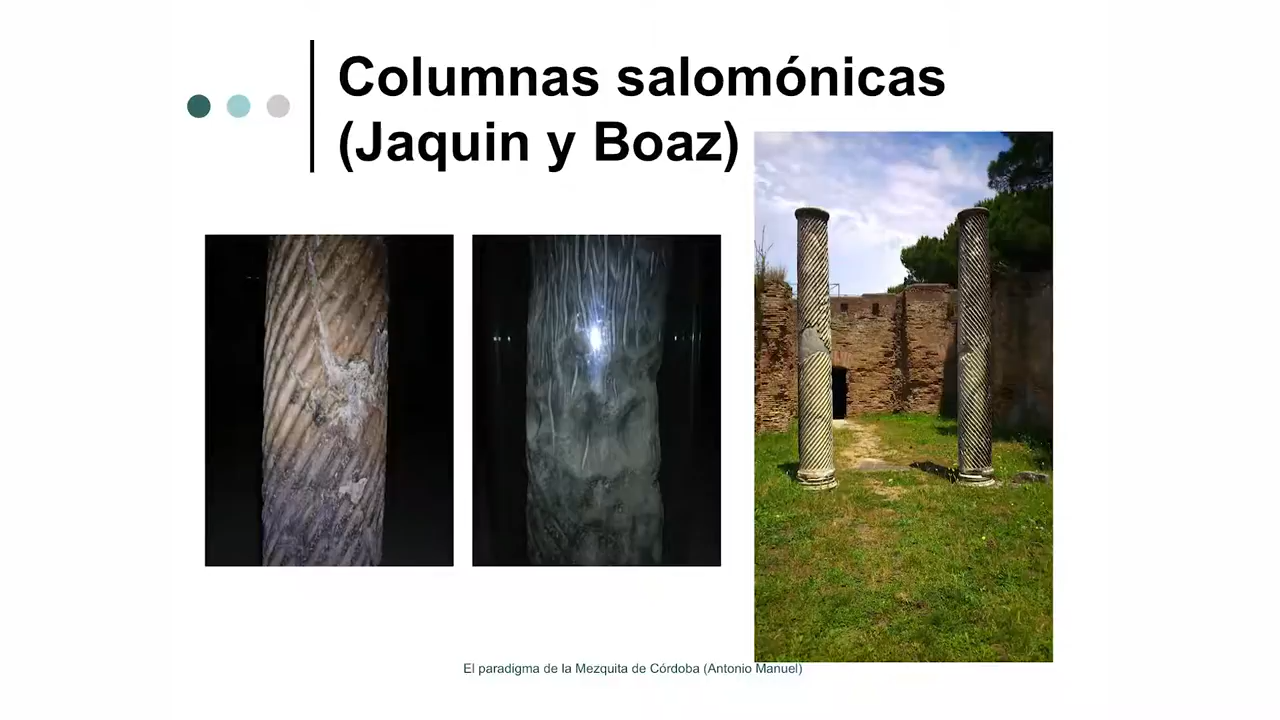 Columnas salomónicas
(Jaquin y Boaz)
El paradigma de la Mezquita de Córdoba (Antonio Manuel)